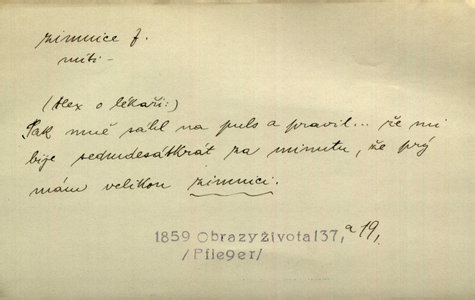 zimnice f.
míti –
(Alex o lékaři:)
Pak mně sáhl na puls a pravil... že mi
bije sedmdesátkrát za minutu, že prý
mám velikou zimnici.
1859 Obrazy života 137, a 19,
/Pfleger/